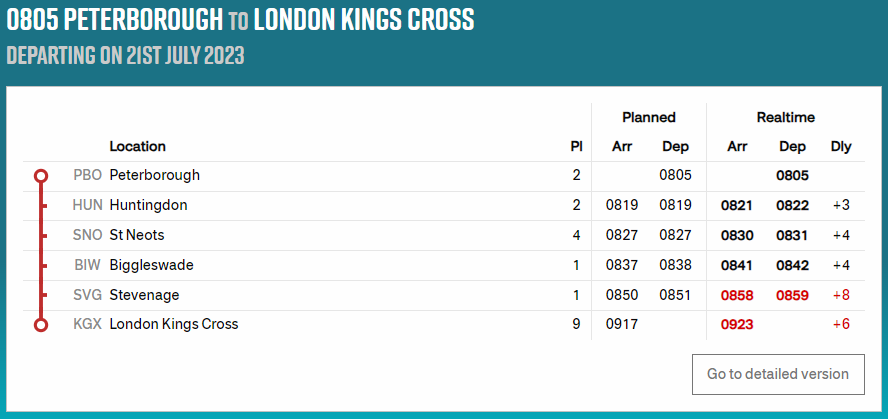 0805 PETERBOROUGH TO LONDON KINGS CROSS
DEPARTING ON 21ST JULY 2023
Planned Realtime
Location Pl Arr Dep Arr Dep Dly
PBO Peterborough 2 0805 0805
HUN Huntingdon 2 0819 0819 0821 0822 +3
SNO St Neots 4 0827 0827 0830 0831 +4
BIW Biggleswade 1 0837 0838 0841 0842 +4
SVG Stevenage 1 0850 0851 0858 0859 +8
KGX London Kings Cross 9 0917 0923 +6
Go to detailed version